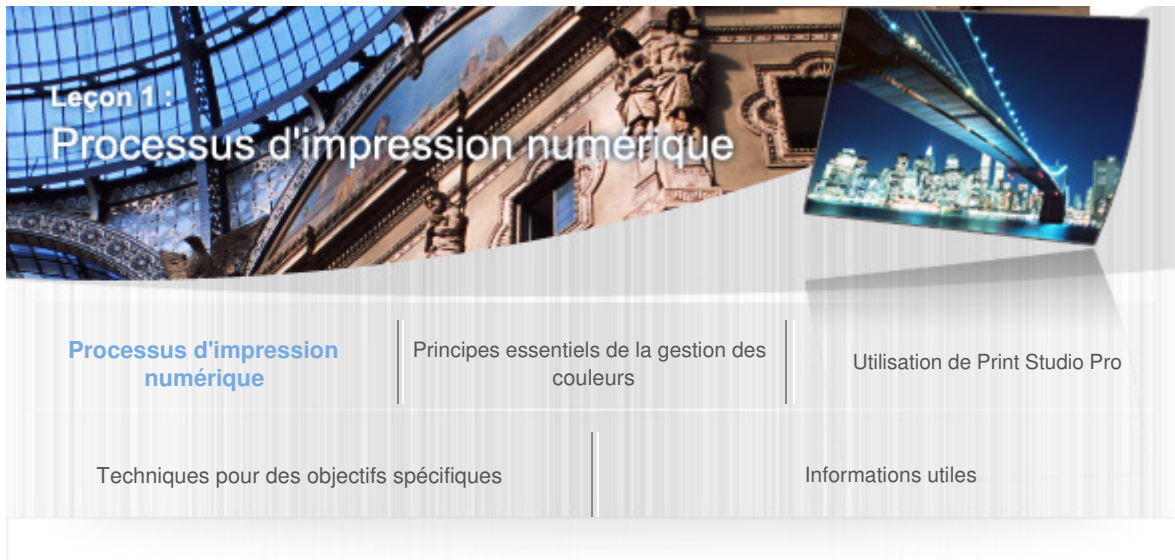 Leçon 1 :
Processus d'impression numérique
Processus d'impression
numérique
Principes essentiels de la gestion des
couleurs
Utilisation de Print Studio Pro
Techniques pour des objectifs spécifiques
Informations utiles